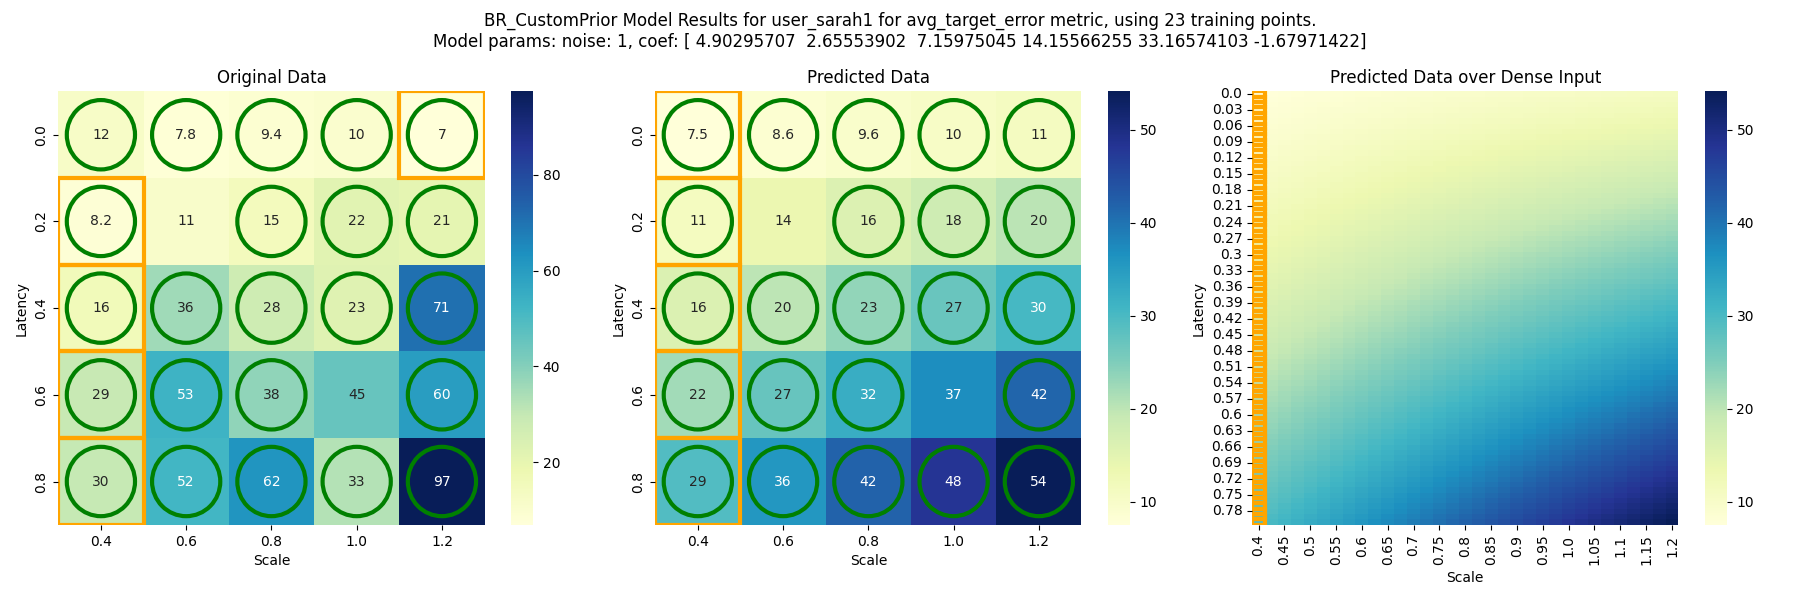 BR_CustomPrior Model Results for user_sarah1 for avg_target_error metric, using 23 training points.
Model params: noise: 1, coef: [ 4.90295707  2.65553902  7.15975045 14.15566255 33.16574103 -1.67971422]
Original Data
Latency
0.0 12 7.8 9.4 10 7
0.2 8.2 11 15 22 21
0.4 16 36 28 23 71
0.6 29 53 38 45 60
0.8 30 52 62 33 97
0.4 0.6 0.8 1.0 1.2
Scale
80
60
40
20
Predicted Data
Latency
0.0 7.5 8.6 9.6 10 11
0.2 11 14 16 18 20
0.4 16 20 23 27 30
0.6 22 27 32 37 42
0.8 29 36 42 48 54
0.4 0.6 0.8 1.0 1.2
Scale
50
40
30
20
10
Predicted Data over Dense Input
Latency
0.0
0.03
0.06
0.09
0.12
0.15
0.18
0.21
0.24
0.27
0.3
0.33
0.36
0.39
0.42
0.45
0.48
0.51
0.54
0.57
0.6
0.63
0.66
0.69
0.72
0.75
0.78
0.4 0.45 0.5 0.55 0.6 0.65 0.7 0.75 0.8 0.85 0.9 0.95 1.0 1.05 1.1 1.15 1.2
Scale
50
40
30
20
10